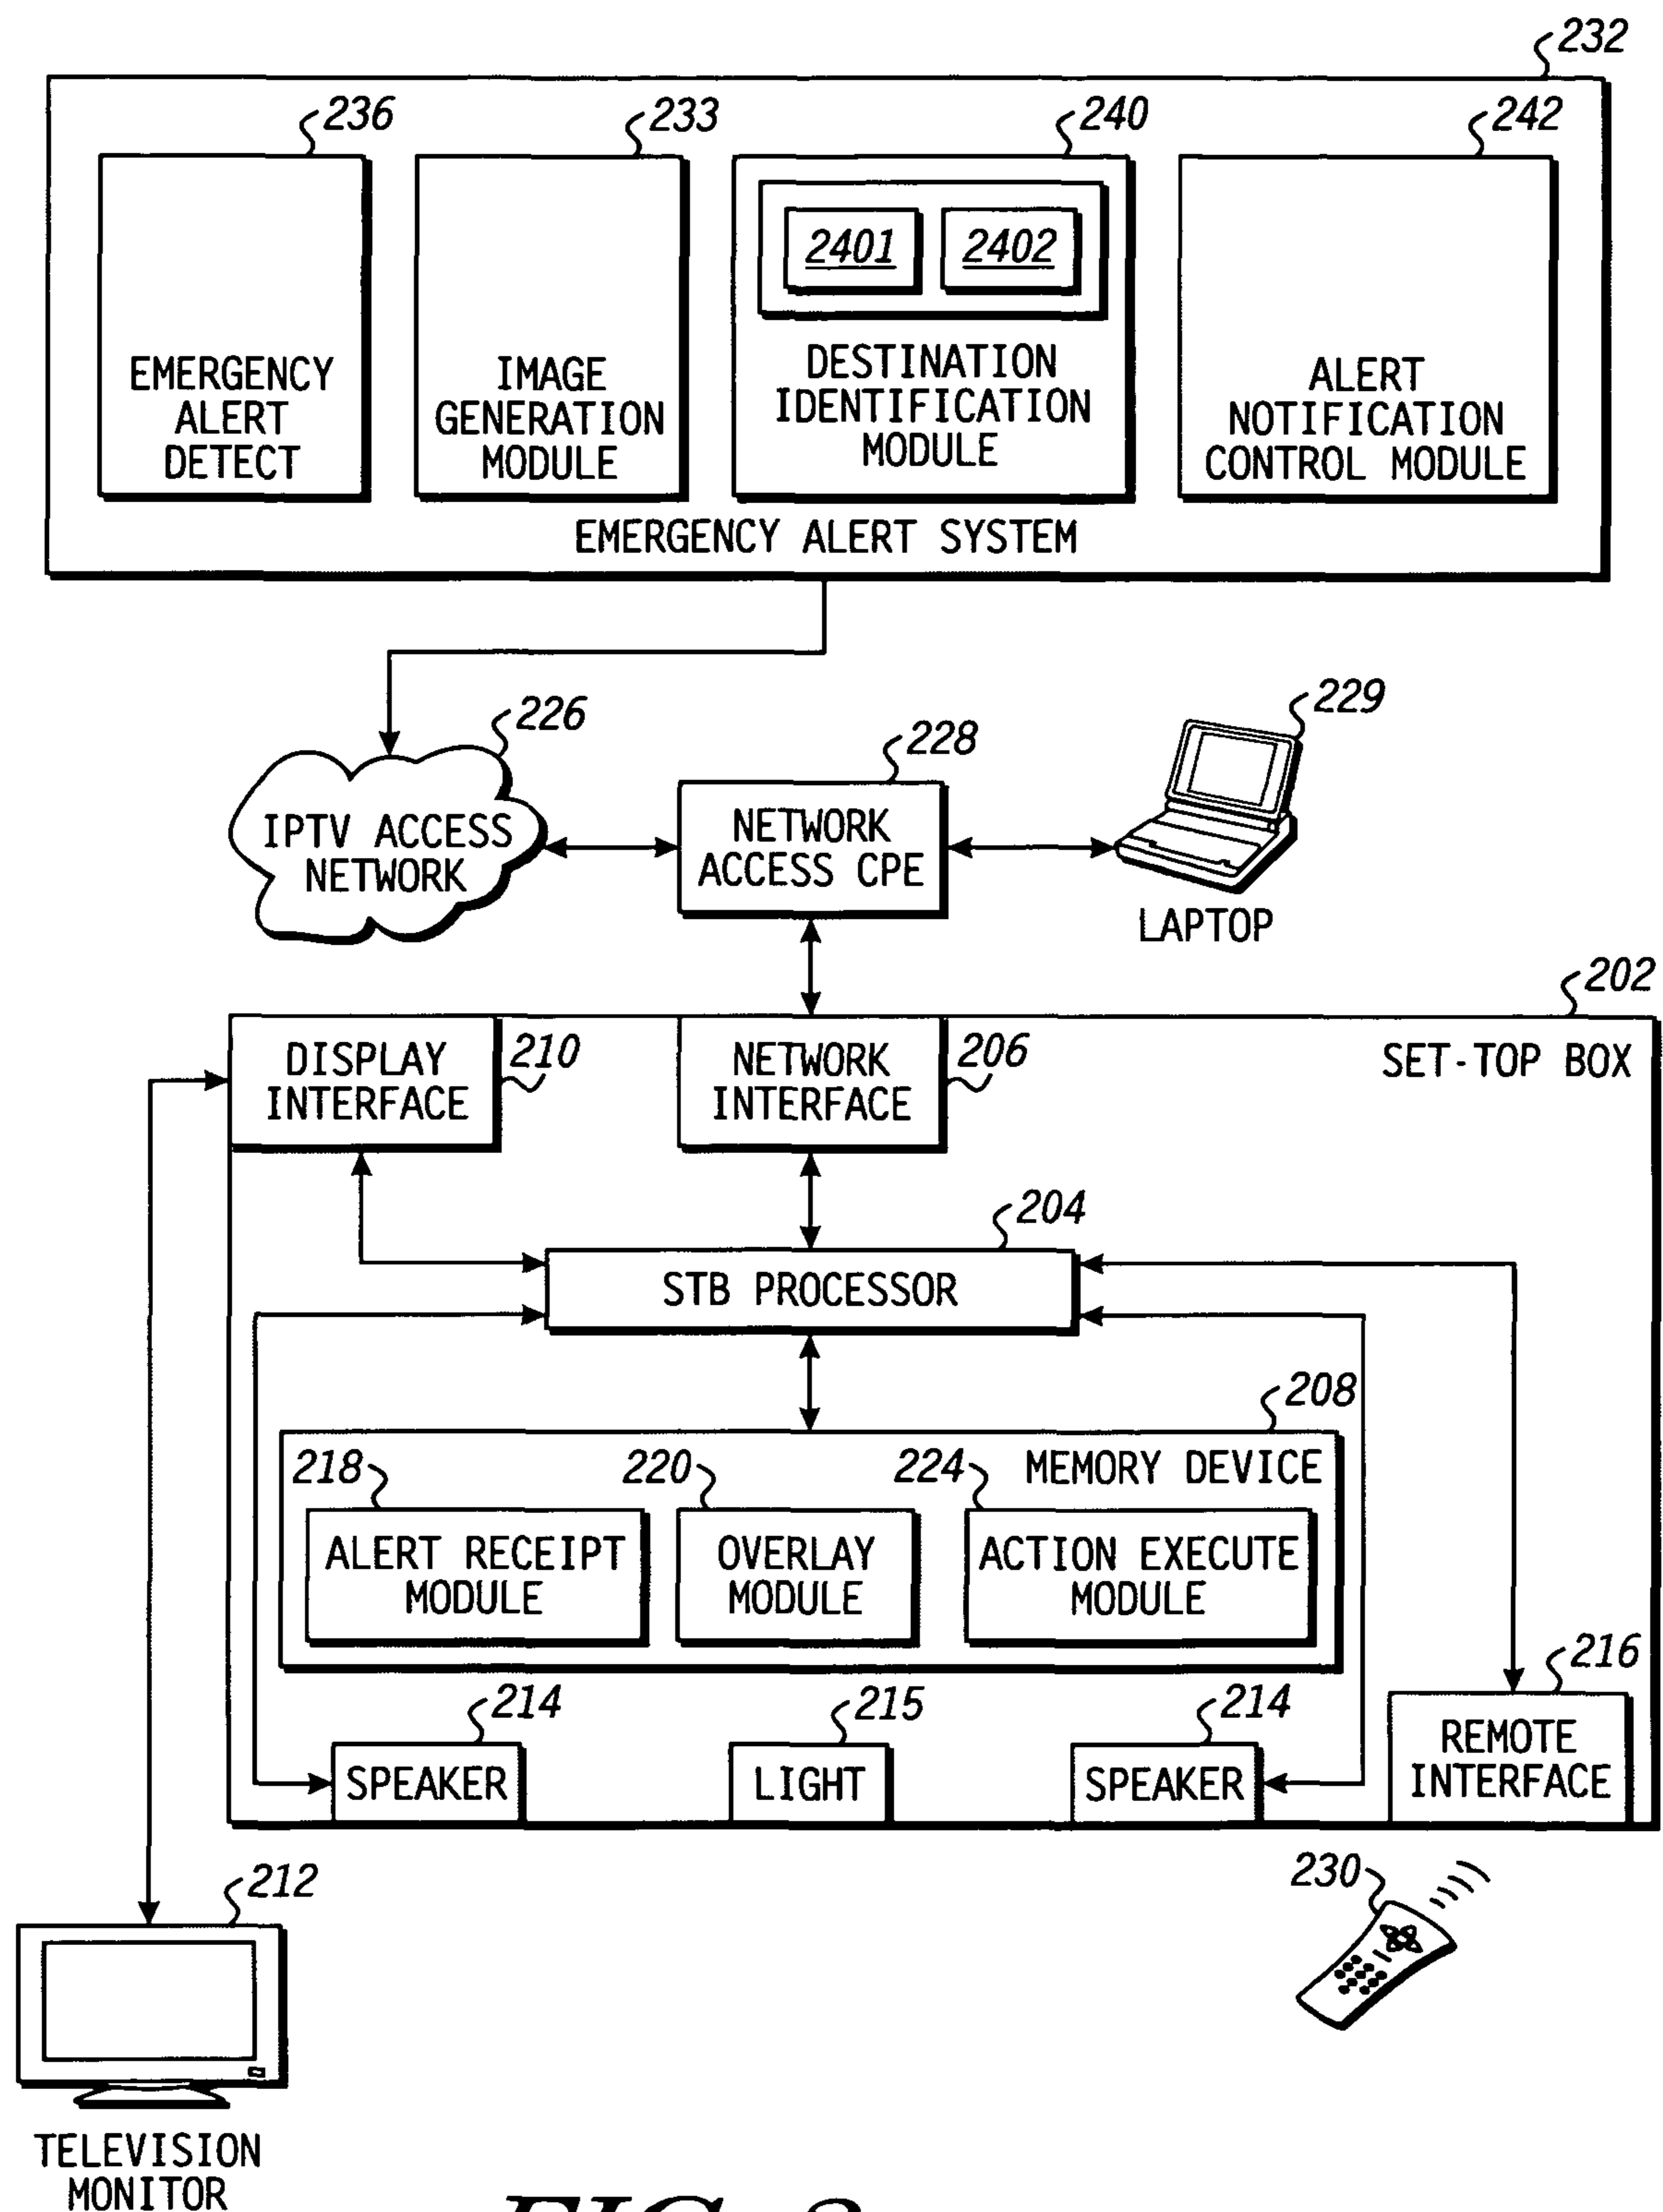 232
236
233
240
242
2401
2402
EMERGENCY
ALERT
DETECT
IMAGE
GENERATION
MODULE
DESTINATION
IDENTIFICATION
MODULE
ALERT
NOTIFICATION
CONTROL MODULE
EMERGENCY ALERT SYSTEM
226
228
229
IPTV ACCESS
NETWORK
NETWORK
ACCESS CPE
LAPTOP
202
DISPLAY
INTERFACE
210
NETWORK
INTERFACE
206
SET-TOP BOX
204
STB PROCESSOR
208
218
220
224
MEMORY DEVICE
ALERT RECEIPT
MODULE
OVERLAY
MODULE
ACTION EXECUTE
MODULE
214
215
214
216
SPEAKER
LIGHT
SPEAKER
REMOTE
INTERFACE
212
230
TELEVISION
MONITOR